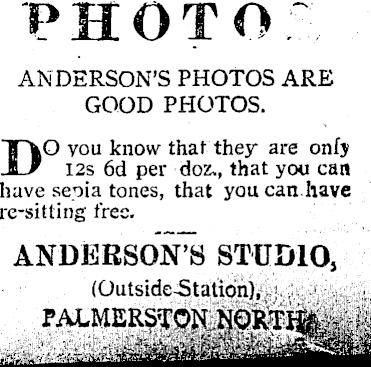 PHOTOS
ANDERSON'S PHOTOS ARE
GOOD PHOTOS.
DO you know that they are only
12s 6d per doz., that you can
have sepia tones, that you can have
re-sitting free.
ANDERSON'S STUDIO,
(Outside Station),
PALMERSTON NORTH.